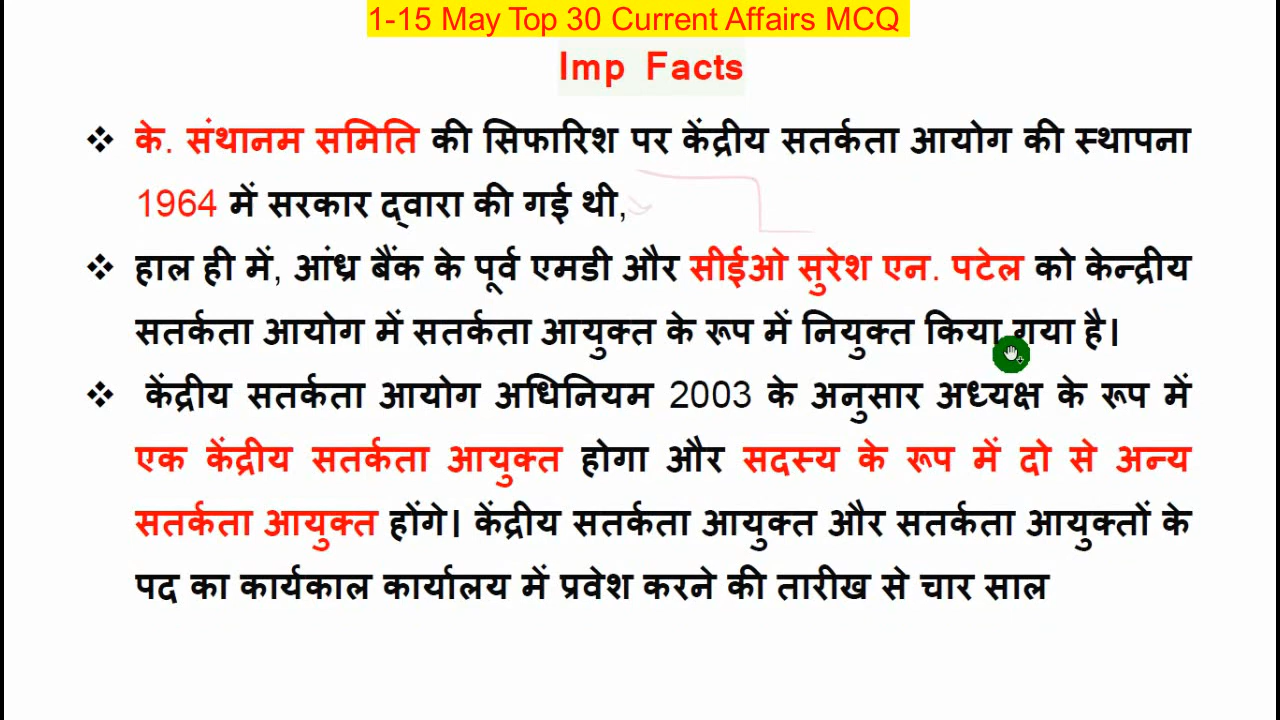 1-15 May Top 30 Current Affairs MCQ
Imp Facts
❖ के. संथानम समिति की सिफारिश पर केंद्रीय सतर्कता आयोग की स्थापना
1964 में सरकार द्वारा की गई थी,
❖ हाल ही में, आंध्र बैंक के पूर्व एमडी और सीईओ सुरेश एन. पटेल को केन्द्रीय
सतर्कता आयोग में सतर्कता आयुक्त के रूप में नियुक्त किया गया है।
❖ केंद्रीय सतर्कता आयोग अधिनियम 2003 के अनुसार अध्यक्ष के रूप में
एक केंद्रीय सतर्कता आयुक्त होगा और सदस्य के रूप में दो से अन्य
सतर्कता आयुक्त होंगे। केंद्रीय सतर्कता आयुक्त और सतर्कता आयुक्तों के
पद का कार्यकाल कार्यालय में प्रवेश करने की तारीख से चार साल